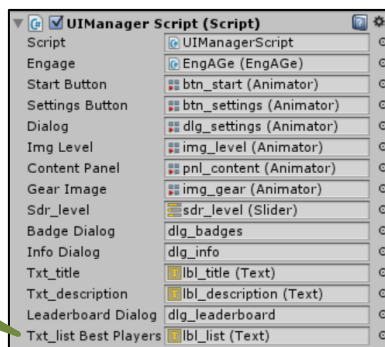 UIManager Script (Script)
Script UIManagerScript
Engage EngAGe (EngAGe)
Start Button btn_start (Animator)
Settings Button btn_settings (Animator)
Dialog dlg_settings (Animator)
Img Level img_level (Animator)
Content Panel pnl_content (Animator)
Gear Image img_gear (Animator)
Sdr_level sdr_level (Slider)
Badge Dialog dlg_badges
Info Dialog dlg_info
Txt_title lbl_title (Text)
Txt_description lbl_description (Text)
Leaderboard Dialog dlg_leaderboard
Txt_list Best Players lbl_list (Text)